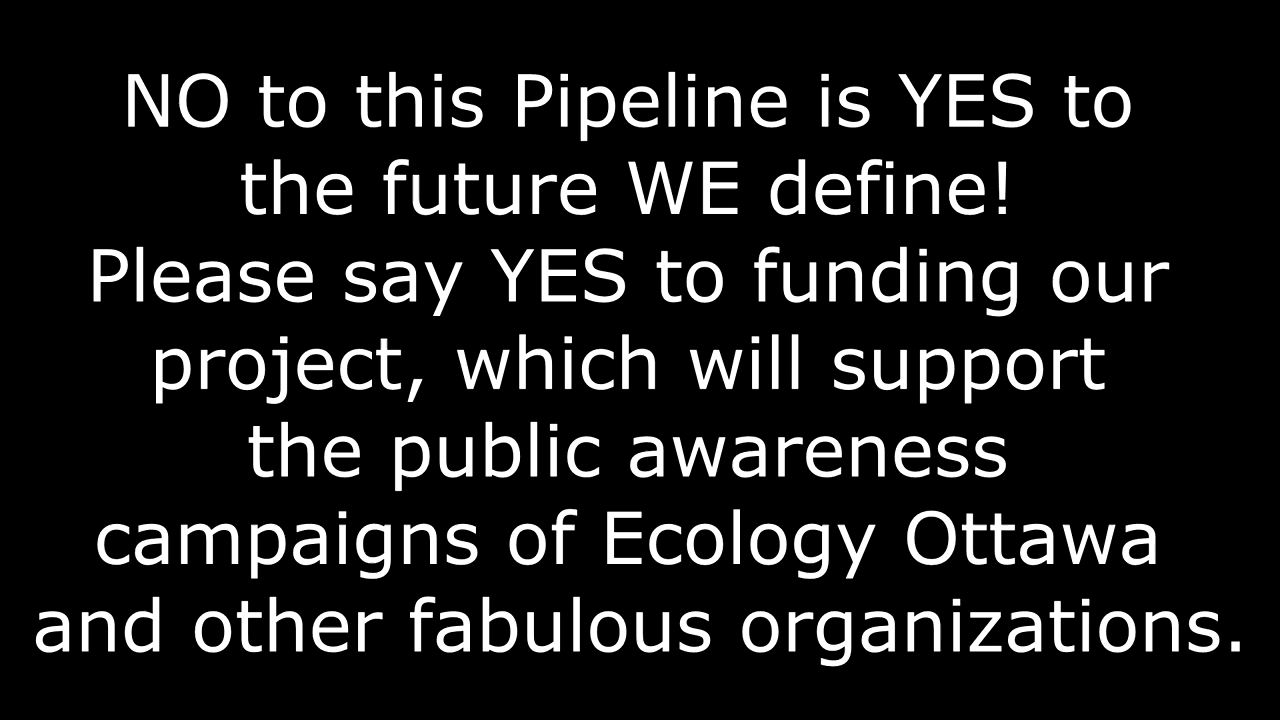 NO to this Pipeline is YES to
the future WE define!
Please say YES to funding our
project, which will support
the public awareness
campaigns of Ecology Ottawa
and other fabulous organizations.